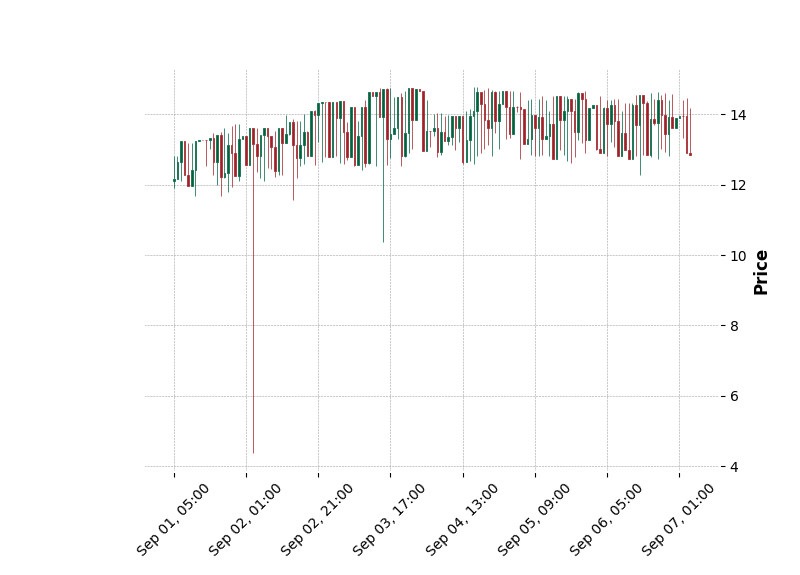 14
12
10
8
6
4
Price
Sep 01, 05:00
Sep 02, 01:00
Sep 02, 21:00
Sep 03, 17:00
Sep 04, 13:00
Sep 05, 09:00
Sep 06, 05:00
Sep 07, 01:00